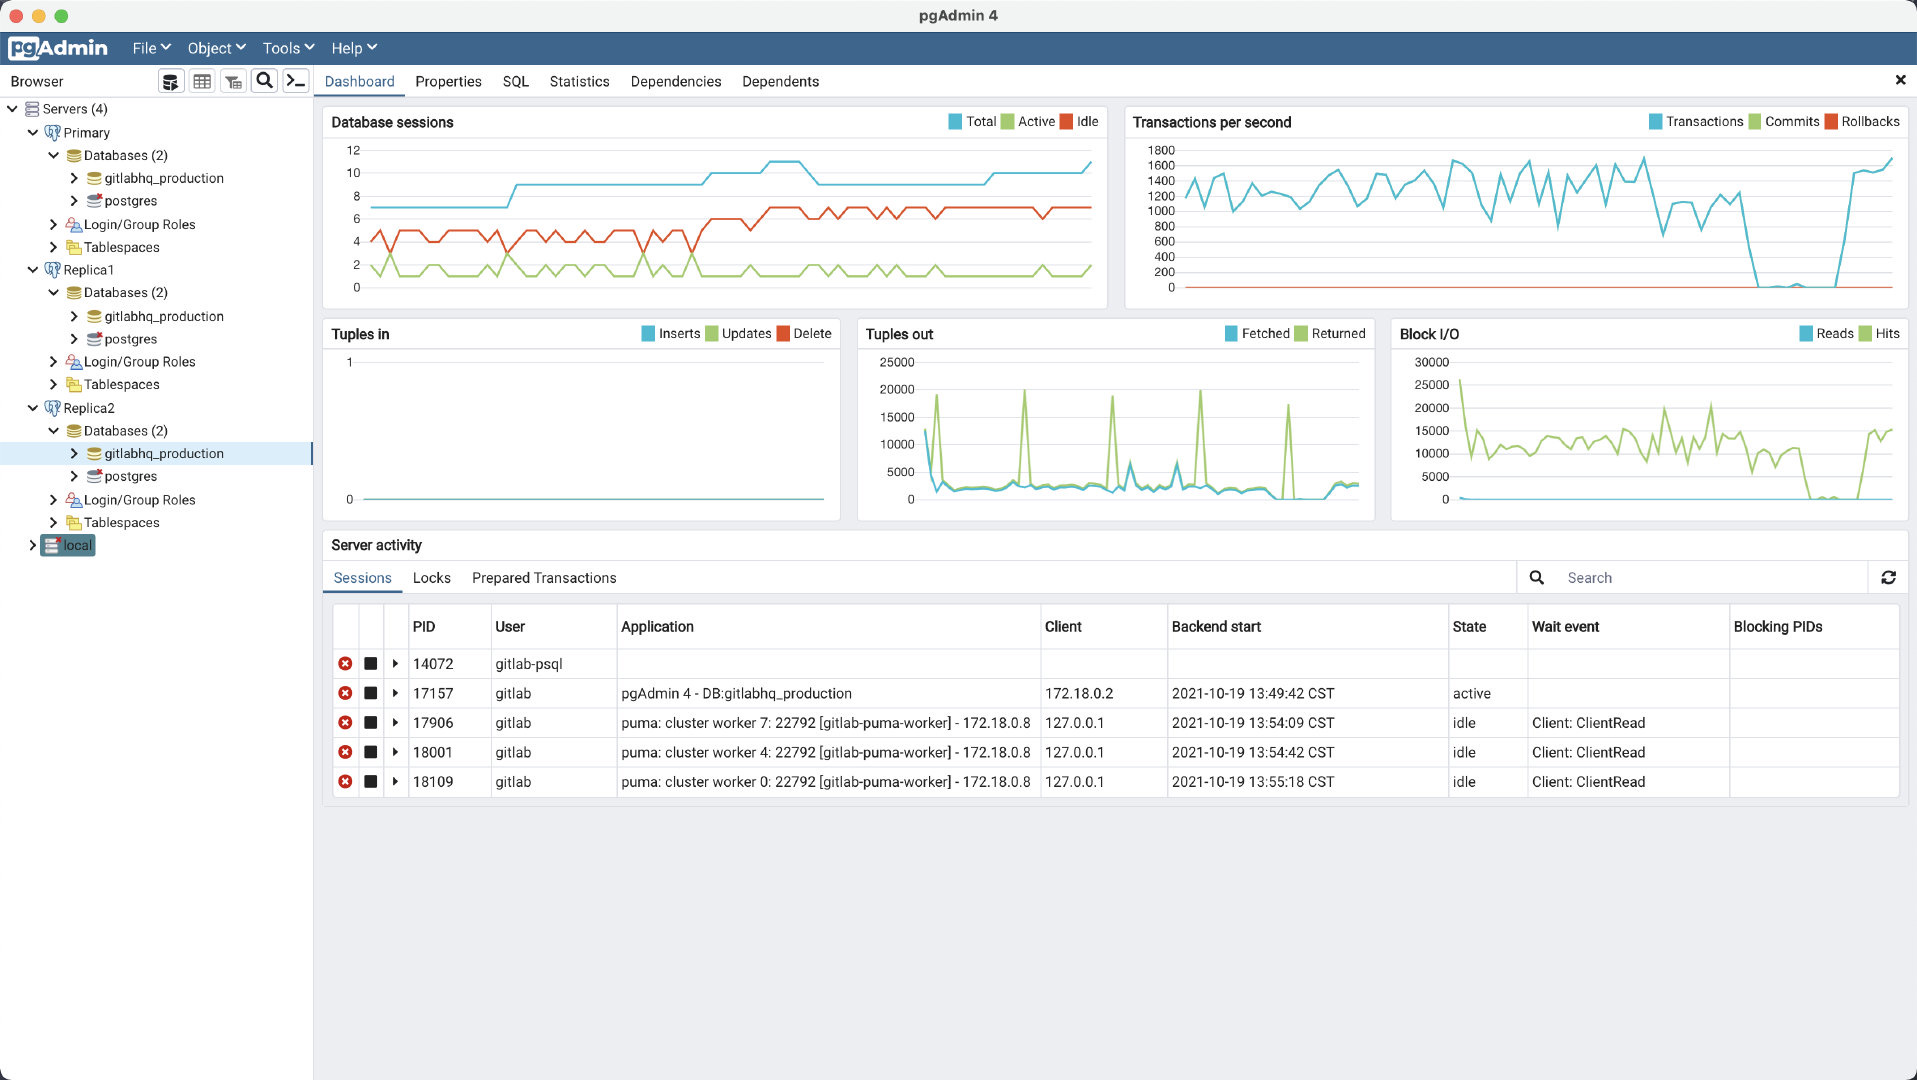 pgAdmin 4
pgAdmin File Object Tools Help
Browser
Dashboard Properties SQL Statistics Dependencies Dependents
Servers (4)
Primary
Databases (2)
gitlabhq_production
postgres
Login/Group Roles
Tablespaces
Replica1
Databases (2)
gitlabhq_production
postgres
Login/Group Roles
Tablespaces
Replica2
Databases (2)
gitlabhq_production
postgres
Login/Group Roles
Tablespaces
local
Database sessions Total Active Idle
12
10
8
6
4
2
0
Transactions per second Transactions Commits Rollbacks
1800
1600
1400
1200
1000
800
600
400
200
0
Tuples in Inserts Updates Delete
1
0
Tuples out Fetched Returned
25000
20000
15000
10000
5000
0
Block I/O Reads Hits
30000
25000
20000
15000
10000
5000
0
Server activity
Sessions Locks Prepared Transactions Search
PID User Application Client Backend start State Wait event Blocking PIDs
14072 gitlab-psql
17157 gitlab pgAdmin 4 - DB:gitlabhq_production 172.18.0.2 2021-10-19 13:49:42 CST active
17906 gitlab puma: cluster worker 7: 22792 [gitlab-puma-worker] - 172.18.0.8 127.0.0.1 2021-10-19 13:54:09 CST idle Client: ClientRead
18001 gitlab puma: cluster worker 4: 22792 [gitlab-puma-worker] - 172.18.0.8 127.0.0.1 2021-10-19 13:54:42 CST idle Client: ClientRead
18109 gitlab puma: cluster worker 0: 22792 [gitlab-puma-worker] - 172.18.0.8 127.0.0.1 2021-10-19 13:55:18 CST idle Client: ClientRead